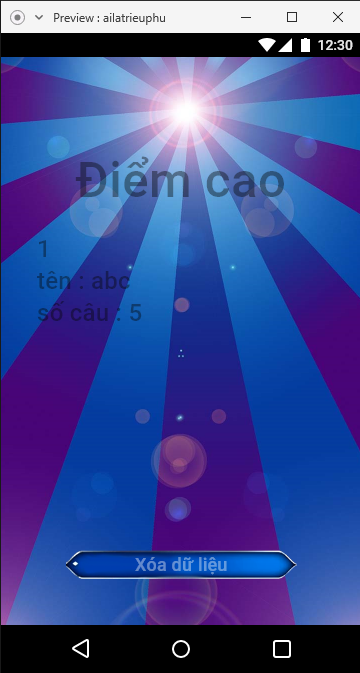 Preview : ailatrieuphu
12:30
Điểm cao
1
tên : abc
số câu : 5
Xóa dữ liệu